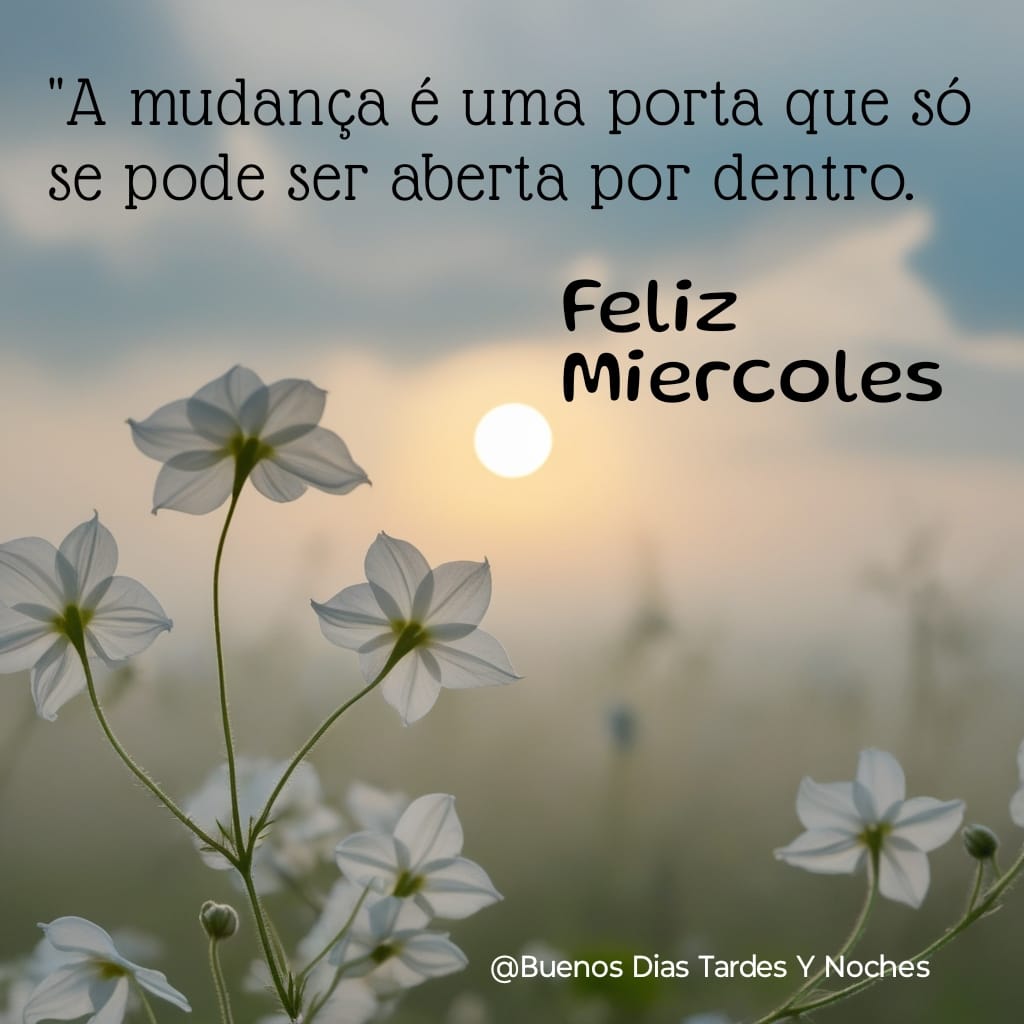 "A mudança é uma porta que só
se pode ser aberta por dentro.
Feliz
Miercoles
@Buenos Dias Tardes Y Noches